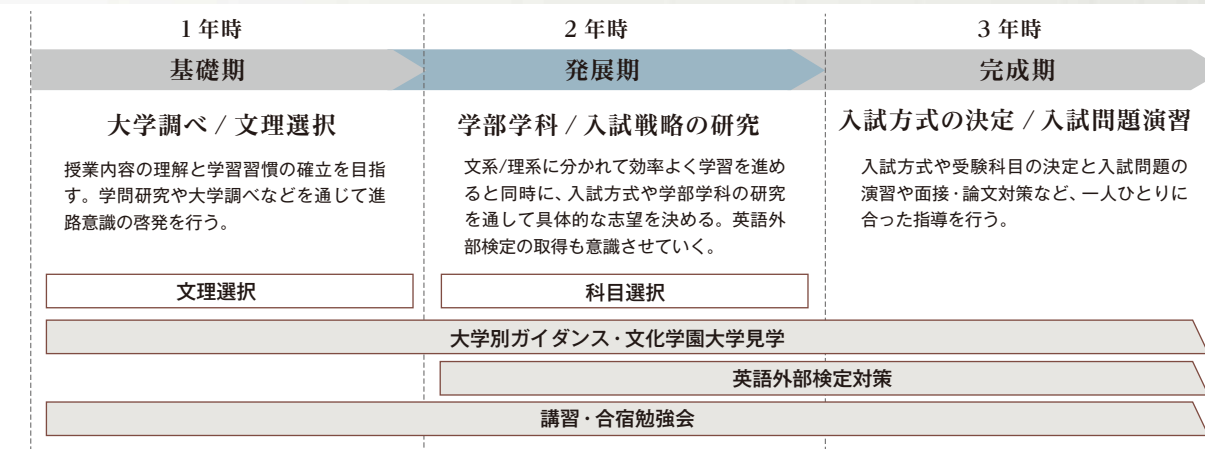 1 年時
2 年時
3 年時
基礎期
発展期
完成期
大学調べ / 文理選択
授業内容の理解と学習習慣の確立を目指
す。学問研究や大学調べなどを通じて進
路意識の啓発を行う。
学部学科 / 入試戦略の研究
文系/理系に分かれて効率よく学習を進め
ると同時に、入試方式や学部学科の研究
を通して具体的な志望を決める。英語外
部検定の取得も意識させていく。
入試方式の決定 / 入試問題演習
入試方式や受験科目の決定と入試問題の
演習や面接・論文対策など、一人ひとりに
合った指導を行う。
文理選択
科目選択
大学別ガイダンス・文化学園大学見学
英語外部検定対策
講習・合宿勉強会